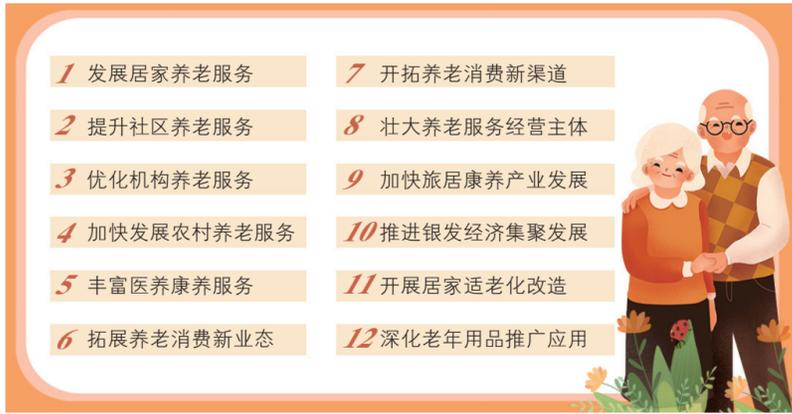 1 发展居家养老服务
2 提升社区养老服务
3 优化机构养老服务
4 加快发展农村养老服务
5 丰富医养康养服务
6 拓展养老消费新业态
7 开拓养老消费新渠道
8 壮大养老服务经营主体
9 加快旅居康养产业发展
10 推进银发经济集聚发展
11 开展居家适老化改造
12 深化老年用品推广应用